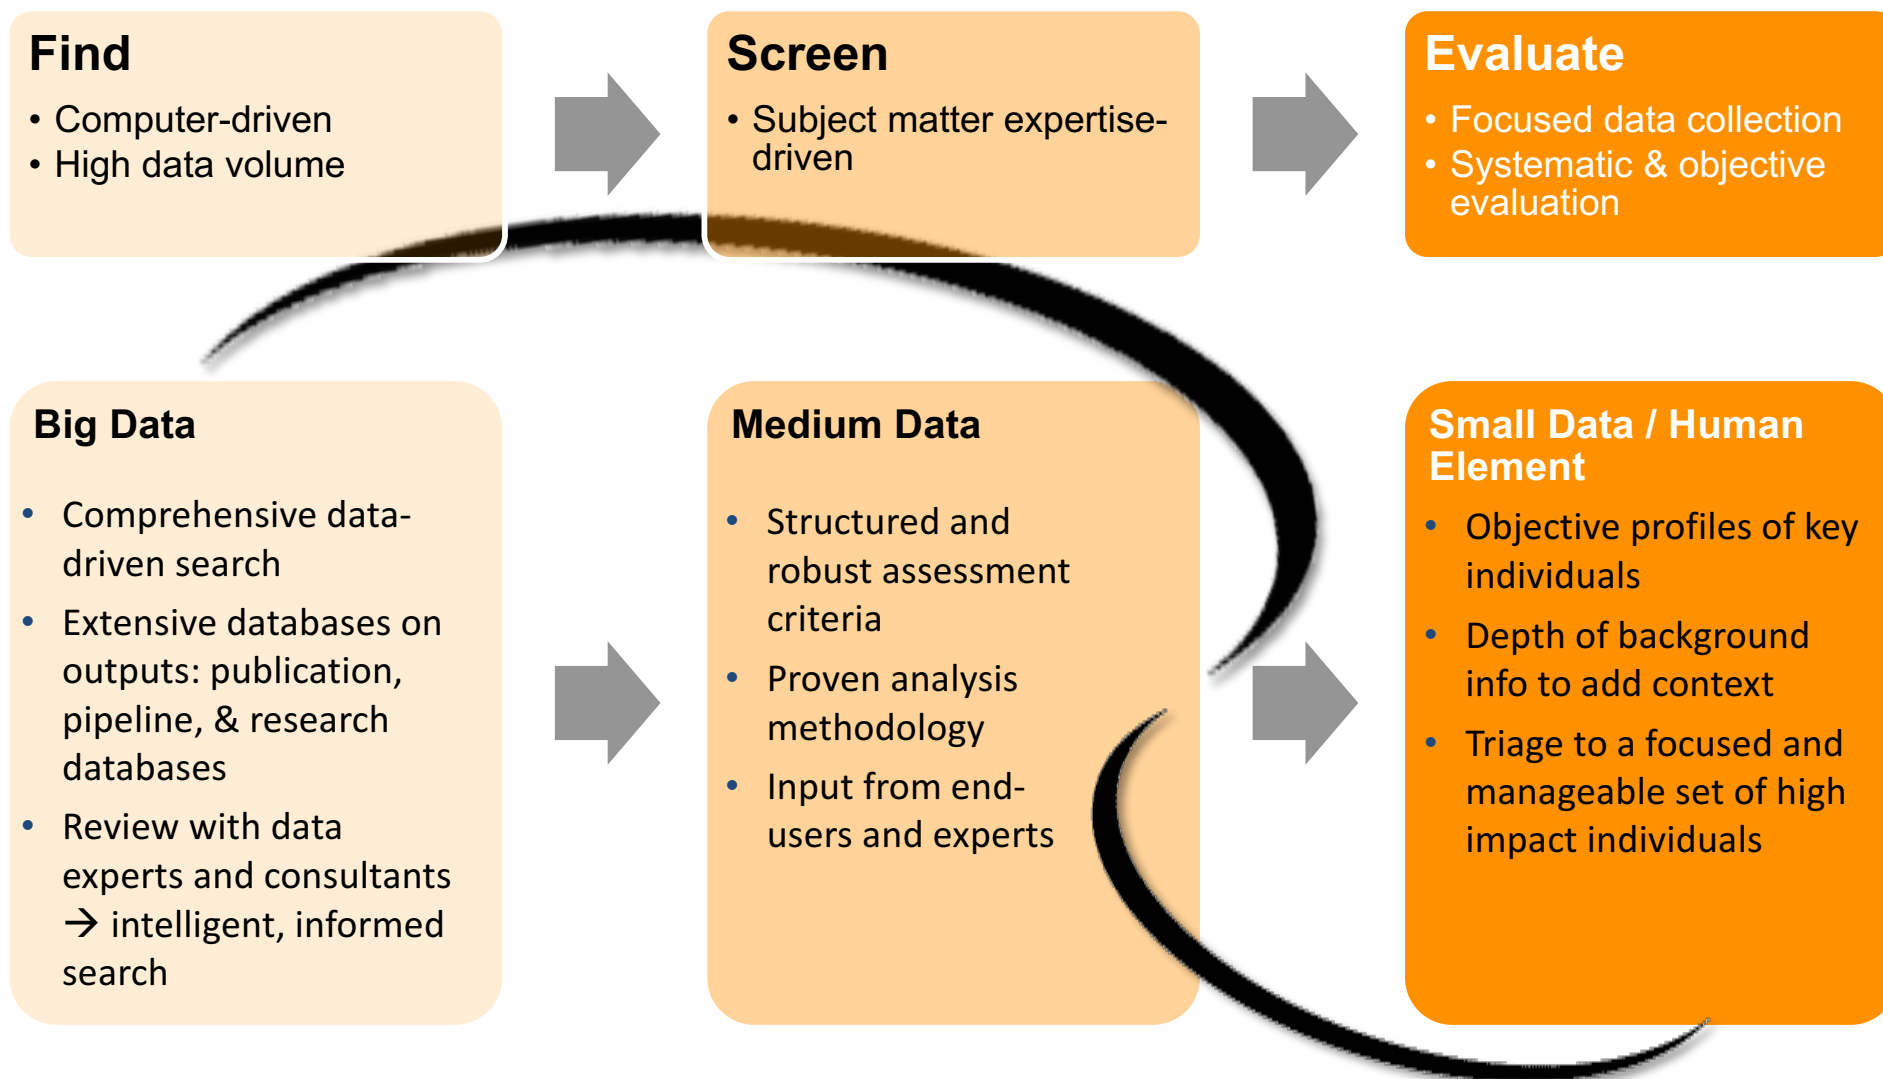 Find
• Computer-driven
• High data volume
Screen
• Subject matter expertise-
driven
Evaluate
• Focused data collection
• Systematic & objective
evaluation
Big Data
• Comprehensive data-
driven search
• Extensive databases on
outputs: publication,
pipeline, & research
databases
• Review with data
experts and consultants
→ intelligent, informed
search
Medium Data
• Structured and
robust assessment
criteria
• Proven analysis
methodology
• Input from end-
users and experts
Small Data / Human
Element
• Objective profiles of key
individuals
• Depth of background
info to add context
• Triage to a focused and
manageable set of high
impact individuals